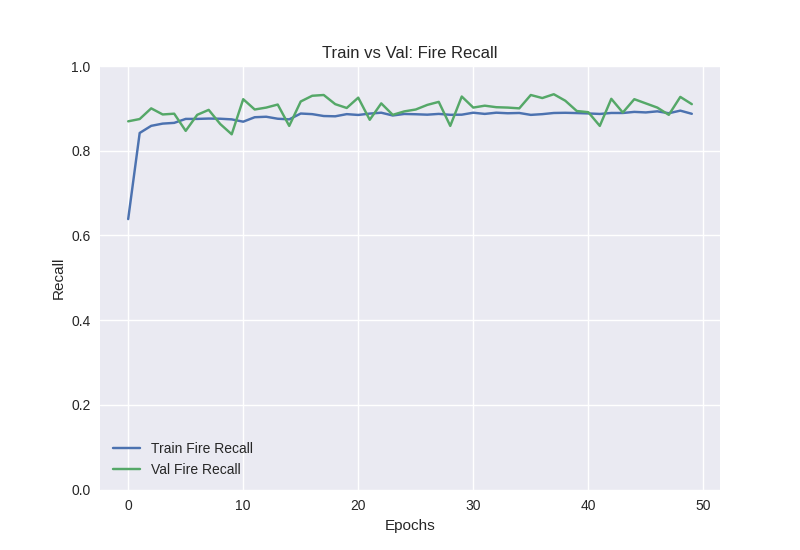 Train vs Val: Fire Recall
1.0
0.8
0.6
0.4
0.2
0.0
Recall
Train Fire Recall
Val Fire Recall
0 10 20 30 40 50
Epochs